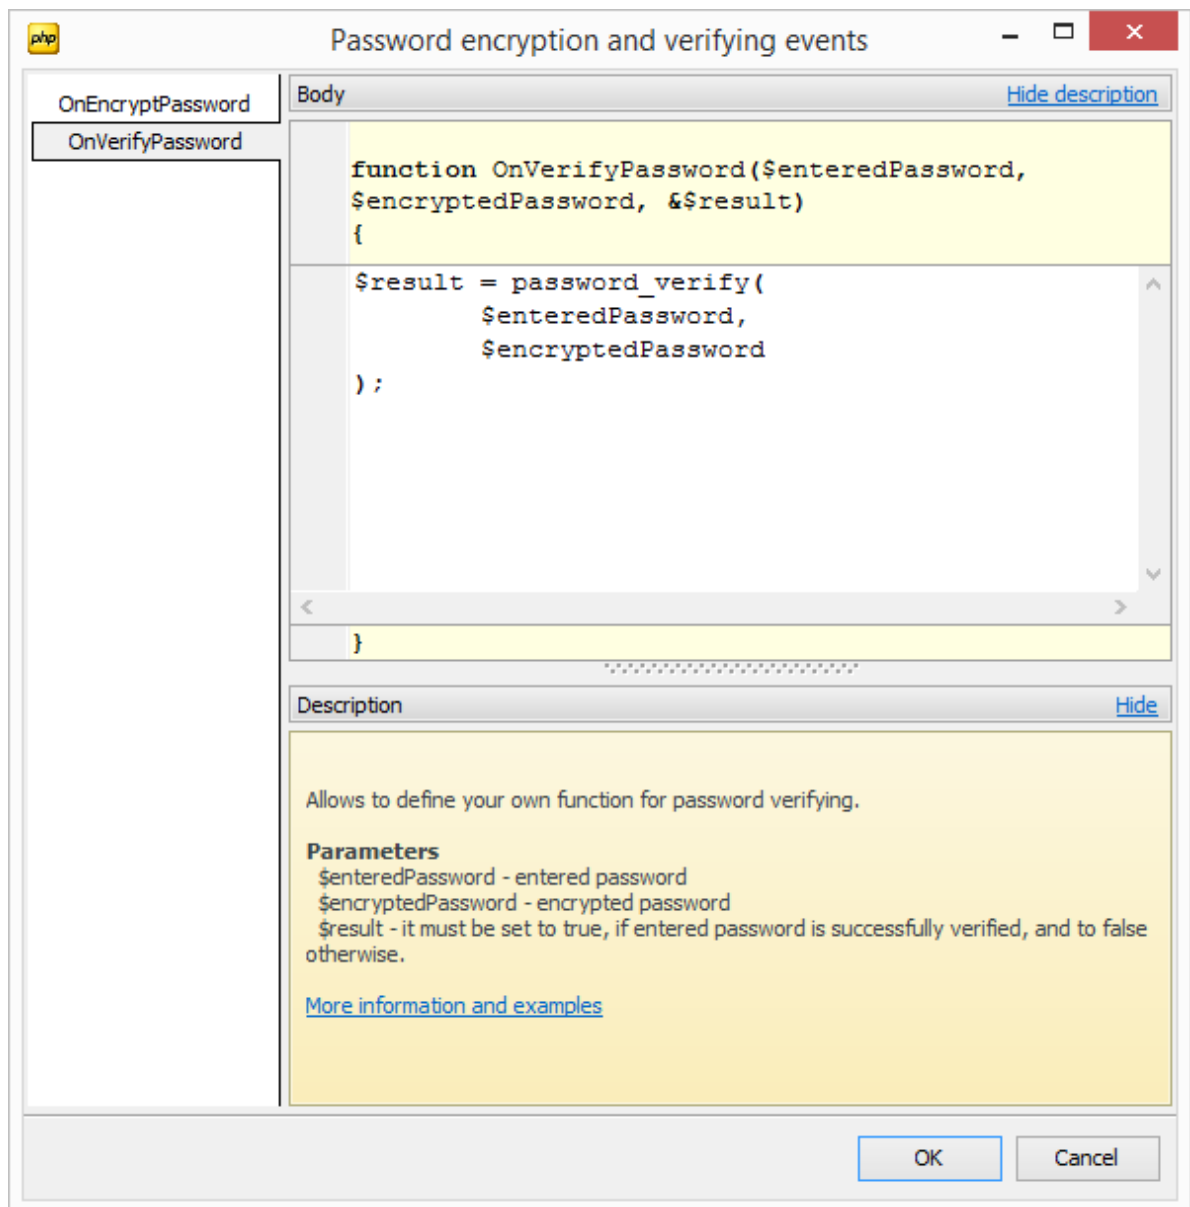 php
Password encryption and verifying events
OnEncryptPassword
OnVerifyPassword
Body
Hide description
function OnVerifyPassword($enteredPassword,
$encryptedPassword, &$result)
{
$result = password_verify(
$enteredPassword,
$encryptedPassword
);
}
Description
Hide
Allows to define your own function for password verifying.
Parameters
$enteredPassword - entered password
$encryptedPassword - encrypted password
$result - it must be set to true, if entered password is successfully verified, and to false
otherwise.
More information and examples
OK
Cancel